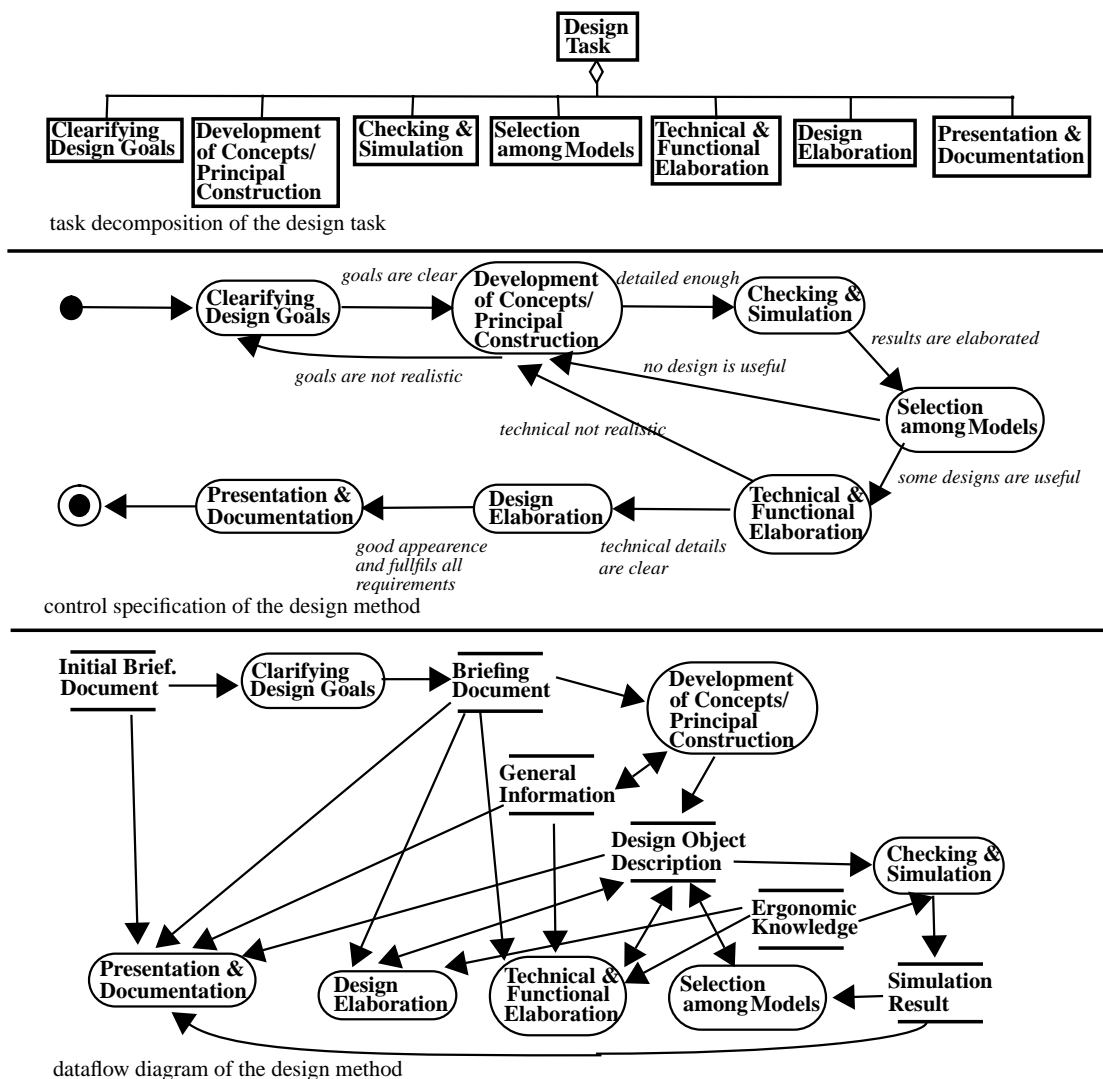 Design
Task
Clearifying
Design Goals
Development
of Concepts/
Principal
Construction
Checking &
Simulation
Selection
among Models
Technical &
Functional
Elaboration
Design
Elaboration
Presentation &
Documentation
task decomposition of the design task
goals are clear
detailed enough
Clearifying
Design Goals
Development
of Concepts/
Principal
Construction
Checking &
Simulation
results are elaborated
goals are not realistic
no design is useful
Selection
among Models
technical not realistic
some designs are useful
Presentation &
Documentation
Design
Elaboration
Technical &
Functional
Elaboration
good appearence
and fullfils all
requirements
technical details
are clear
control specification of the design method
Initial Brief.
Document
Clarifying
Design Goals
Briefing
Document
Development
of Concepts/
Principal
Construction
General
Information
Design Object
Description
Checking &
Simulation
Ergonomic
Knowledge
Presentation &
Documentation
Design
Elaboration
Technical &
Functional
Elaboration
Selection
among Models
Simulation
Result
dataflow diagram of the design method